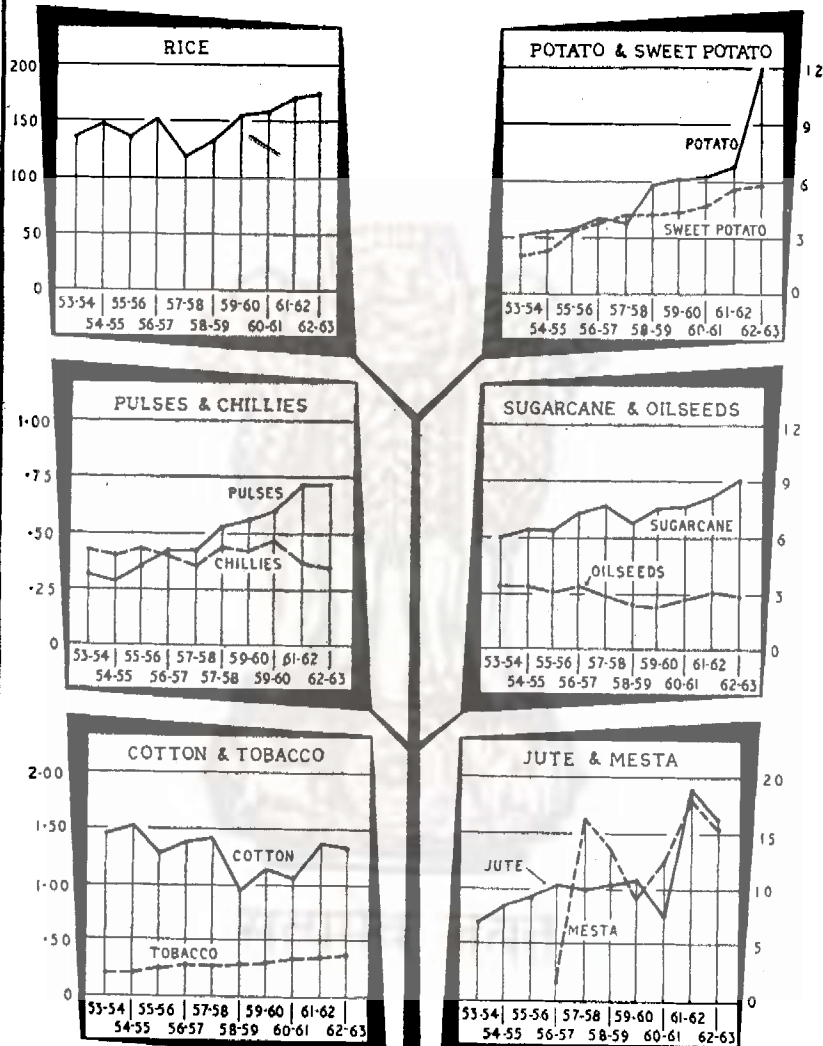 RICE
200
150
100
50
0
53-54 55-56 57-58 59-60 61-62
54-55 56-57 58-59 60-61 62-63
POTATO & SWEET POTATO
12
9
6
3
0
POTATO
SWEET POTATO
53-54 55-56 57-58 59-60 61-62
54-55 56-57 58-59 60-61 62-63
PULSES & CHILLIES
1·00
·75
·50
·25
0
PULSES
CHILLIES
53-54 55-56 57-58 59-60 61-62
54-55 56-57 57-58 59-60 62-63
SUGARCANE & OILSEEDS
12
9
6
3
0
SUGARCANE
OILSEEDS
53-54 55-56 57-58 59-60 61-62
54-55 56-57 58-59 60-61 62-63
COTTON & TOBACCO
2·00
1·50
1·00
·50
0
COTTON
TOBACCO
53-54 55-56 57-58 59-60 61-62
54-55 56-57 58-59 60-61 62-63
JUTE & MESTA
20
15
10
5
0
JUTE
MESTA
53-54 55-56 57-58 59-60 61-62
54-55 56-57 58-59 60-61 62-63